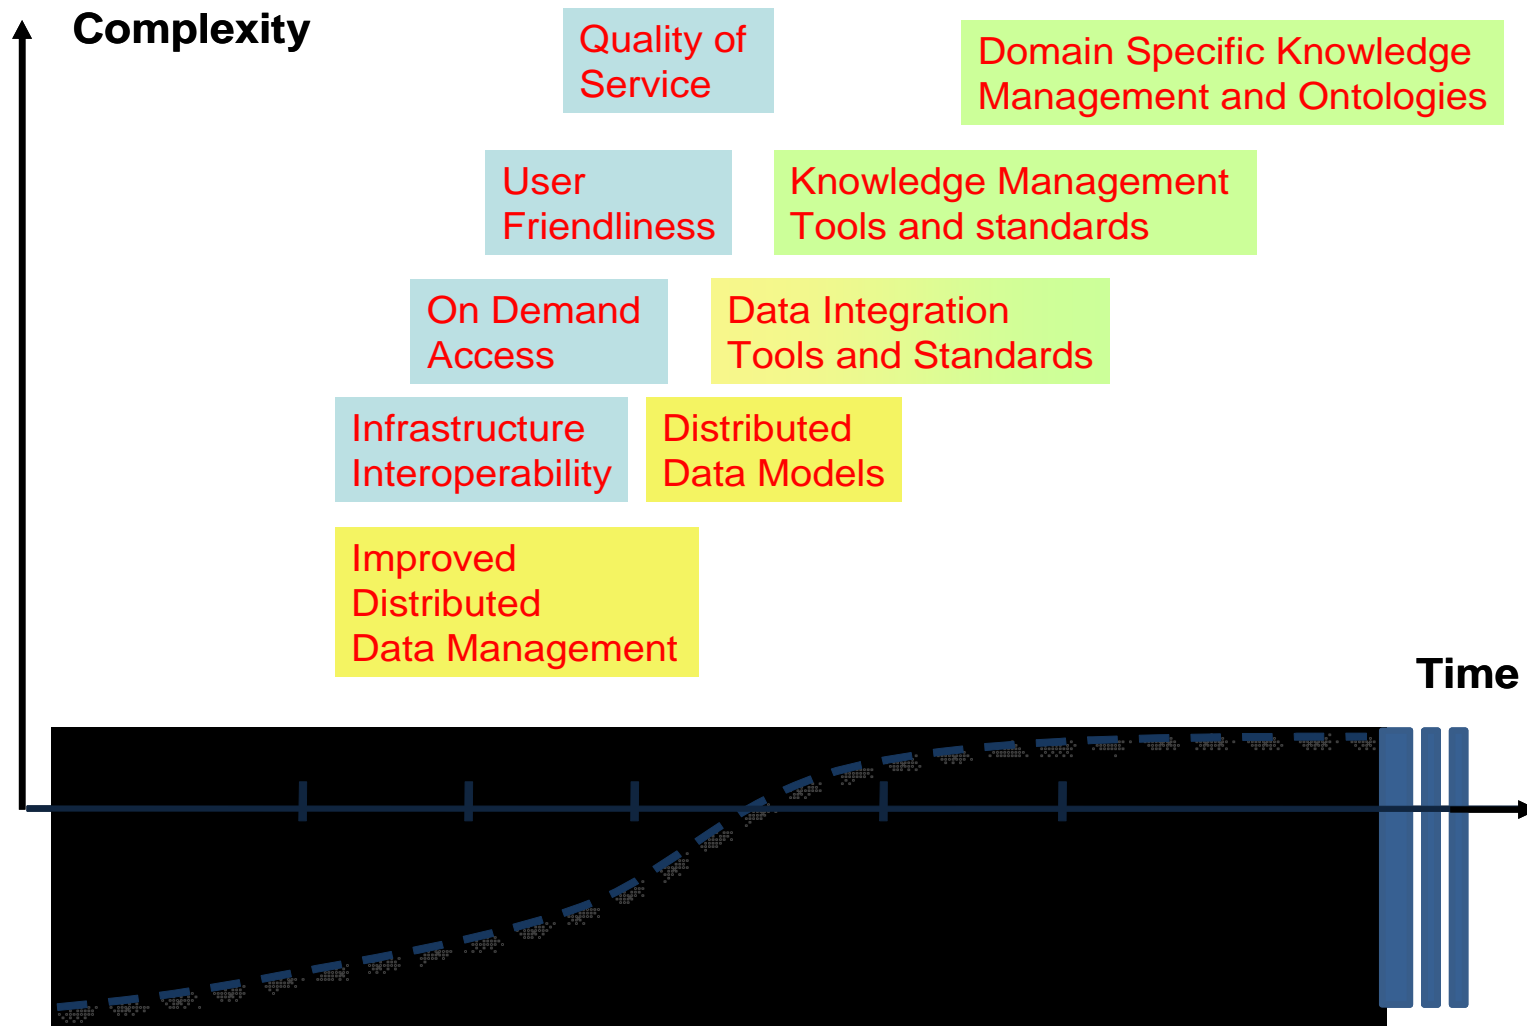 Complexity
Quality of
Service
Domain Specific Knowledge
Management and Ontologies
User
Friendliness
Knowledge Management
Tools and standards
On Demand
Access
Data Integration
Tools and Standards
Infrastructure
Interoperability
Distributed
Data Models
Improved
Distributed
Data Management
Time